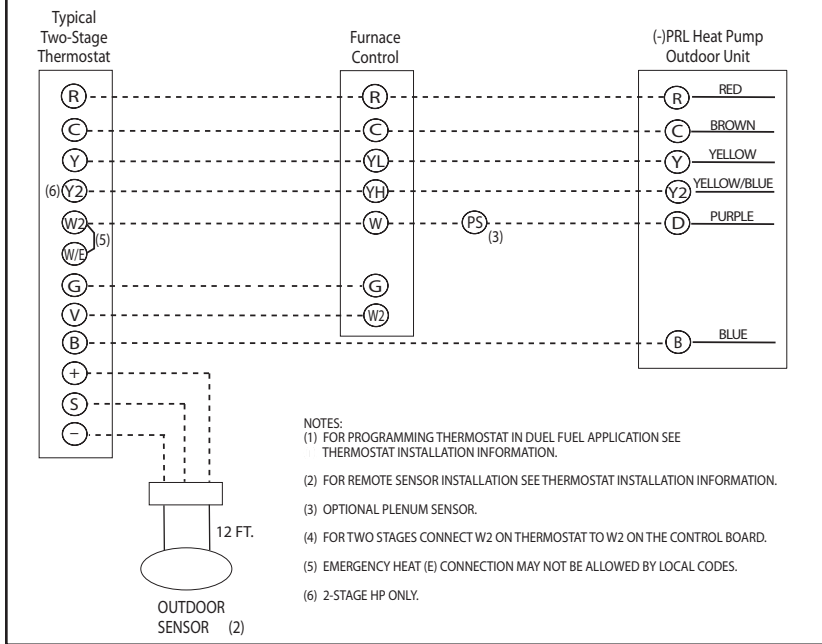 Typical
Two-Stage
Thermostat
Furnace
Control
(-)PRL Heat Pump
Outdoor Unit
R R R RED
C C C BROWN
Y YL Y YELLOW
(6) Y2 YH Y2 YELLOW/BLUE
W2 W PS D PURPLE
(5) (3)
W/E
G G
V W2
B B BLUE
+
S
–
12 FT.
OUTDOOR
SENSOR (2)
NOTES:
(1) FOR PROGRAMMING THERMOSTAT IN DUEL FUEL APPLICATION SEE
THERMOSTAT INSTALLATION INFORMATION.
(2) FOR REMOTE SENSOR INSTALLATION SEE THERMOSTAT INSTALLATION INFORMATION.
(3) OPTIONAL PLENUM SENSOR.
(4) FOR TWO STAGES CONNECT W2 ON THERMOSTAT TO W2 ON THE CONTROL BOARD.
(5) EMERGENCY HEAT (E) CONNECTION MAY NOT BE ALLOWED BY LOCAL CODES.
(6) 2-STAGE HP ONLY.